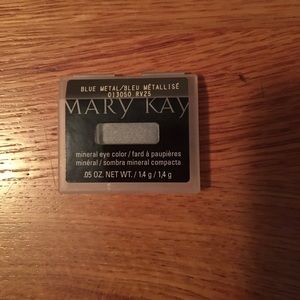 BLUE METAL/BLEU MÉTALLISÉ
013050 RV25
MARY KAY
mineral eye color / fard à paupières
minéral / sombra mineral compacta
.05 OZ. NET WT. / 1.4 g / 1,4 g